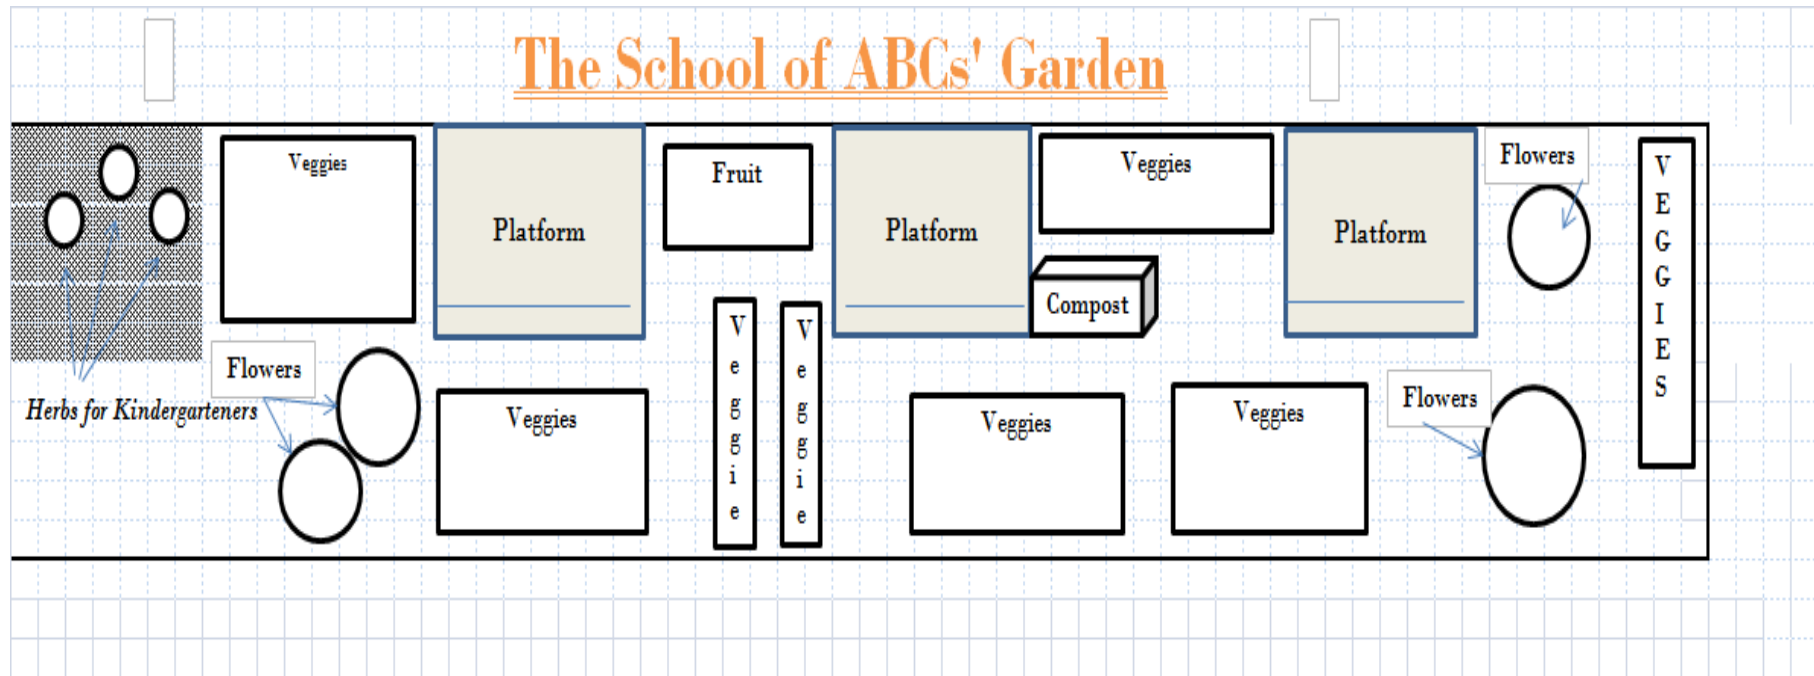 The School of ABCs' Garden
Veggies
Platform
Fruit
Platform
Veggies
Platform
Flowers
V
E
G
G
I
E
S
Compost
Herbs for Kindergarteners
Flowers
Veggies
V
e
g
g
i
e
V
e
g
g
i
e
Veggies
Veggies
Flowers